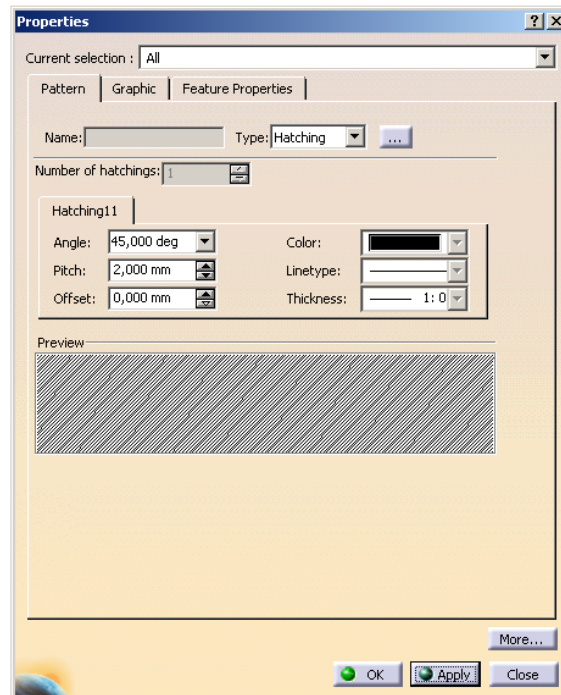 Properties
Current selection : All
Pattern Graphic Feature Properties
Name: Type: Hatching ...
Number of hatchings: 1
Hatching11
Angle: 45,000 deg Color:
Pitch: 2,000 mm Linetype:
Offset: 0,000 mm Thickness: 1: 0
Preview
More...
OK Apply Close